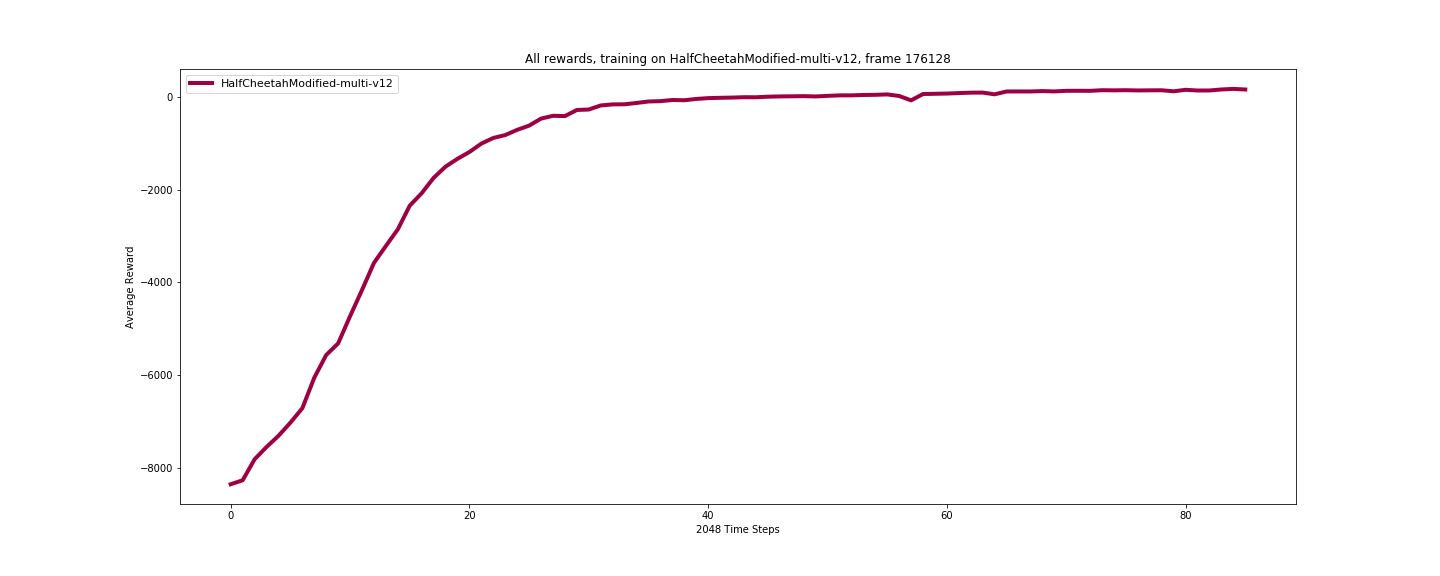 All rewards, training on HalfCheetahModified-multi-v12, frame 176128
HalfCheetahModified-multi-v12
0
−2000
−4000
−6000
−8000
Average Reward
0 20 40 60 80
2048 Time Steps